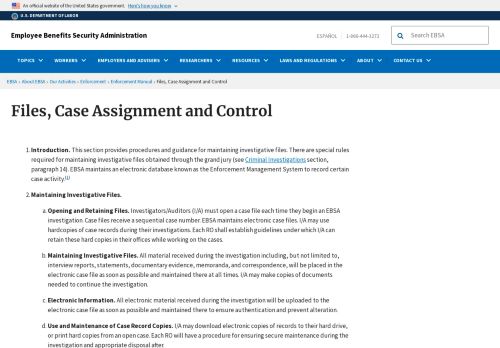 An official website of the United States government. Here's how you know
U.S. DEPARTMENT OF LABOR
Employee Benefits Security Administration
ESPAÑOL | 1-866-444-3272
Search EBSA
TOPICS WORKERS EMPLOYERS AND ADVISERS RESEARCHERS RESOURCES LAWS AND REGULATIONS ABOUT CONTACT US
EBSA › About EBSA › Our Activities › Enforcement › Enforcement Manual › Files, Case Assignment and Control
Files, Case Assignment and Control
1. Introduction. This section provides procedures and guidance for maintaining investigative files. There are special rules
required for maintaining investigative files obtained through the grand jury (see Criminal Investigations section,
paragraph 14). EBSA maintains an electronic database known as the Enforcement Management System to record certain
case activity.[1]
2. Maintaining Investigative Files.
a. Opening and Retaining Files. Investigators/Auditors (I/A) must open a case file each time they begin an EBSA
investigation. Case files receive a sequential case number. EBSA maintains electronic case files. I/A may use
hardcopies of case records during their investigations. Each RO shall establish guidelines under which I/A can
retain these hard copies in their offices while working on the cases.
b. Maintaining Investigative Files. All material received during the investigation including, but not limited to,
interview reports, statements, documentary evidence, memoranda, and correspondence, will be placed in the
electronic case file as soon as possible and maintained there at all times. I/A may make copies of documents
needed to continue the investigation.
c. Electronic Information. All electronic material received during the investigation will be uploaded to the
electronic case file as soon as possible and maintained there to ensure authentication and prevent alteration.
d. Use and Maintenance of Case Record Copies. I/A may download electronic copies of records to their hard drive,
or print hard copies from an open case. Each RO will have a procedure for ensuring secure maintenance during the
investigation and appropriate disposal after.